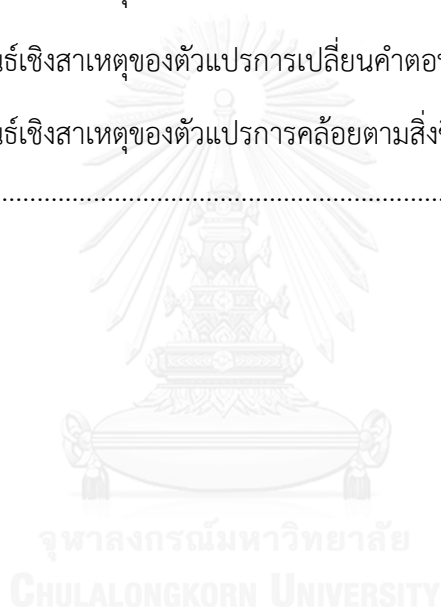 ธ์เชิงสาเหตุของตัวแปรการเปลี่ยนคำตอ
ธ์เชิงสาเหตุของตัวแปรการคล้อยตามสิ่ง
................................................................
จุฬาลงกรณ์มหาวิทยาลัย
CHULALONGKORN UNIVERSITY